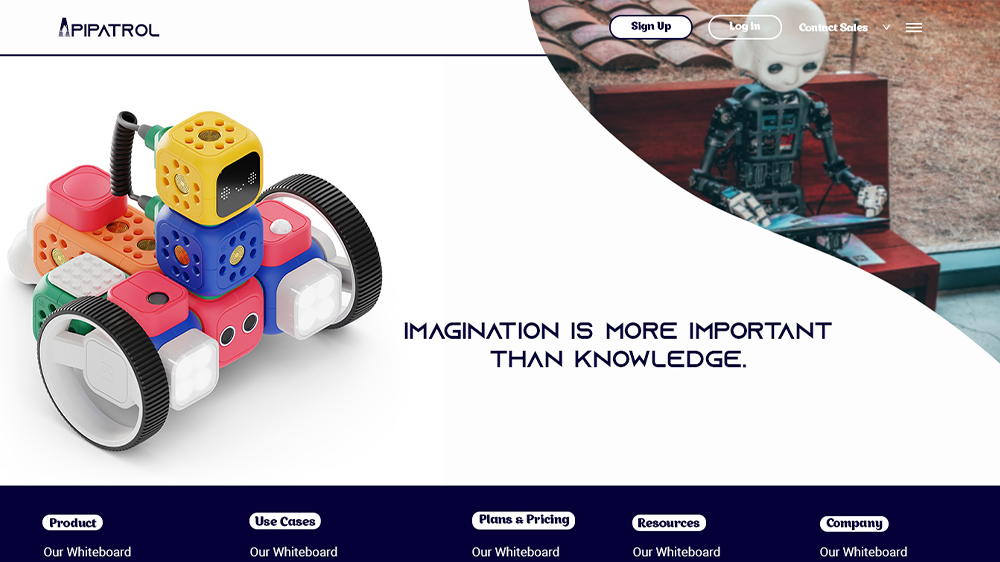 APIPATROL
Sign Up
Log In
Contact Sales
IMAGINATION IS MORE IMPORTANT
THAN KNOWLEDGE.
Product
Use Cases
Plans & Pricing
Resources
Company
Our Whiteboard
Our Whiteboard
Our Whiteboard
Our Whiteboard
Our Whiteboard